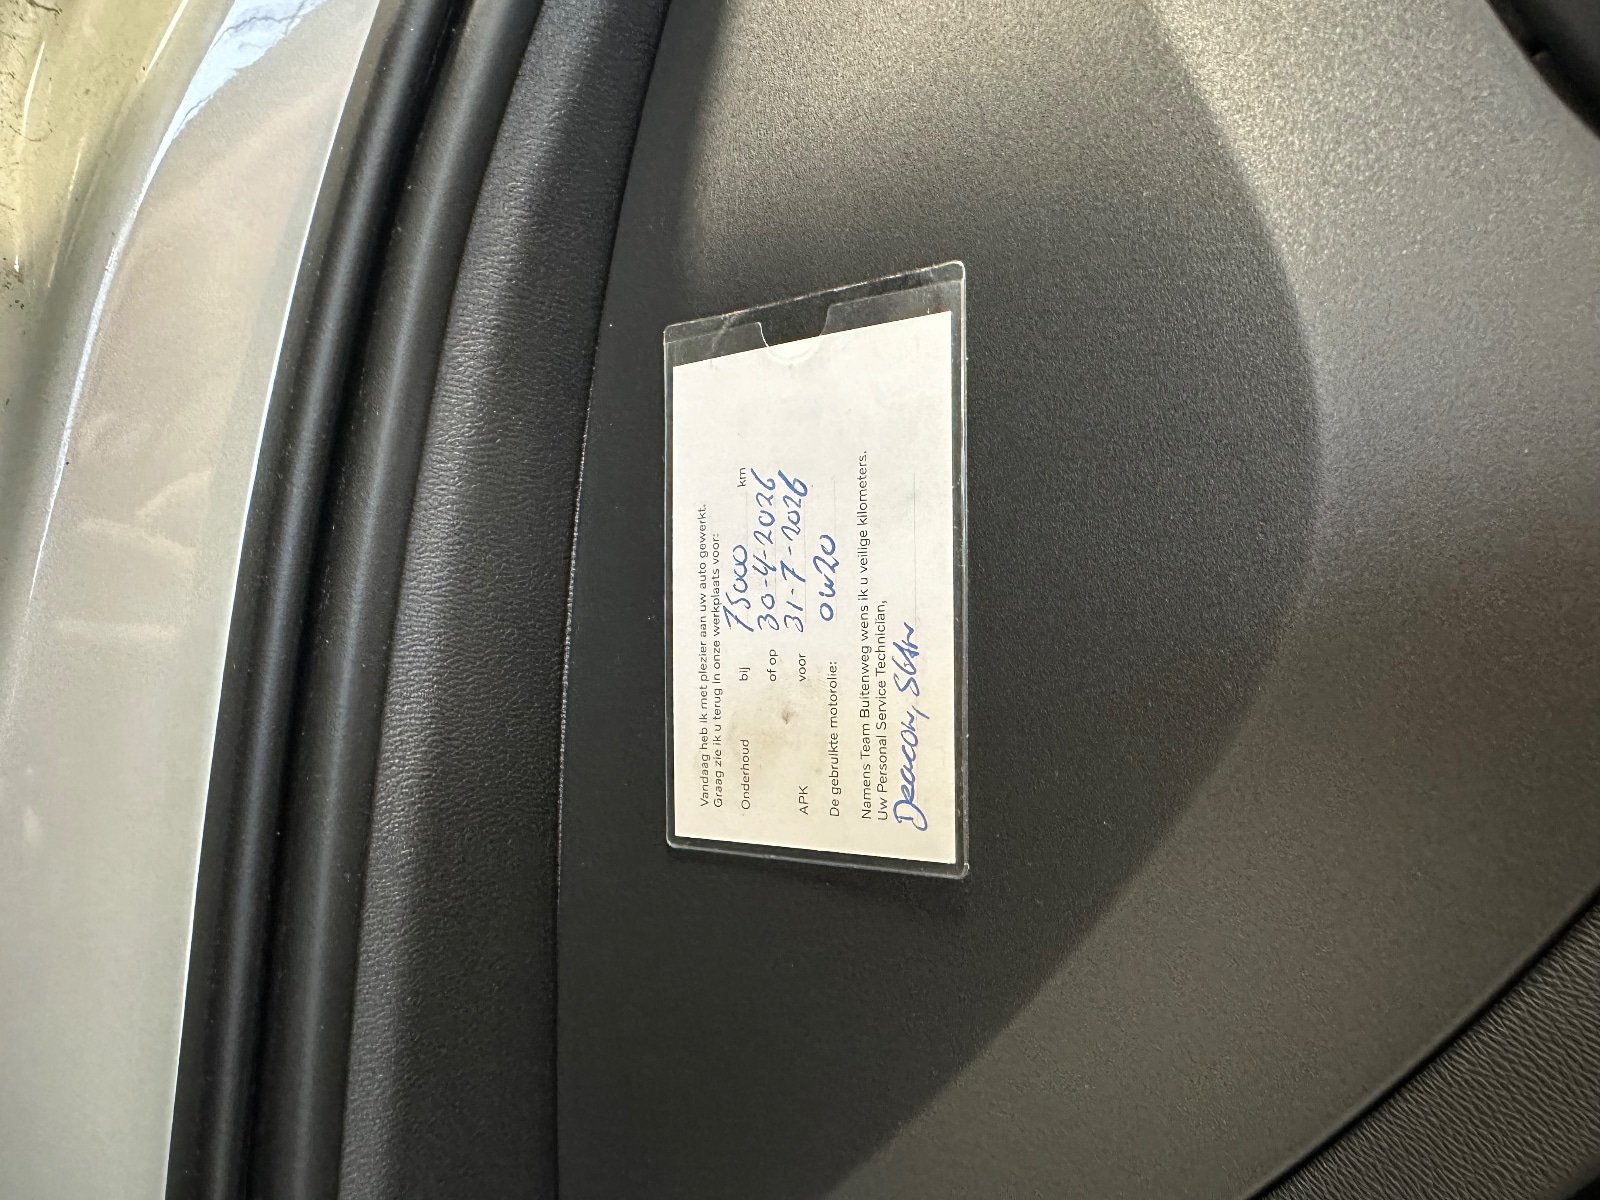 Vandaag heb ik met plezier aan uw auto gewerkt.
Graag zie ik u terug in onze werkplaats voor:
Onderhoud bij 75000 km
of op 30-4-2026
APK voor 31-7-2026
De gebruikte motorolie: 0W20
Namens Team Buitenweg wens ik u veilige kilometers.
Uw Personal Service Technician,